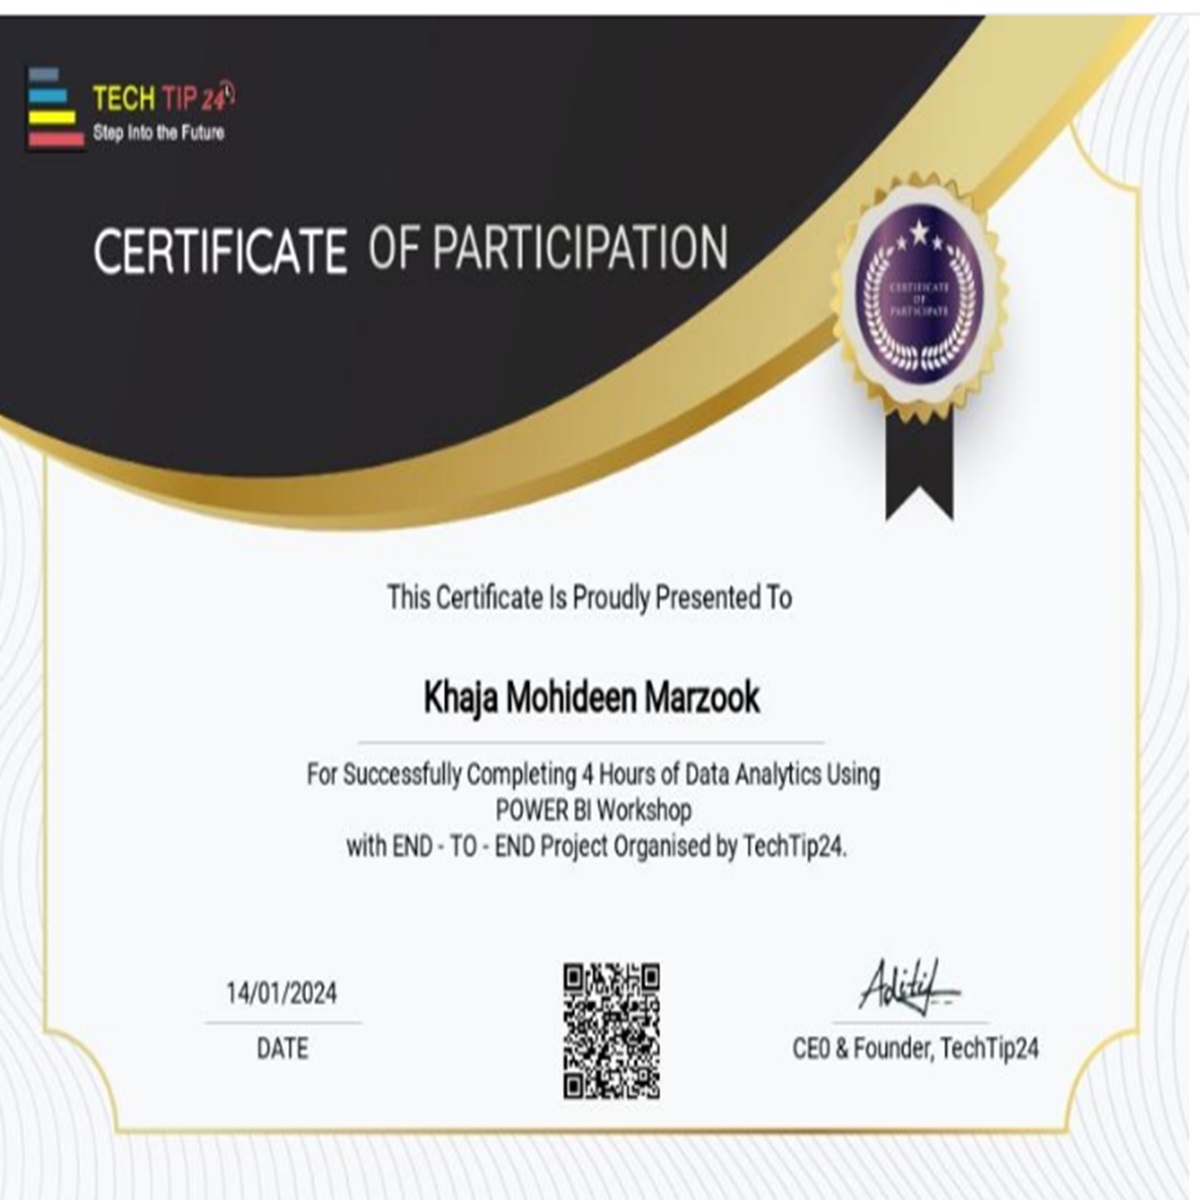 TECH TIP 24
Step Into the Future
CERTIFICATE OF PARTICIPATION
CERTIFICATE
OF
PARTICIPATE
This Certificate Is Proudly Presented To
Khaja Mohideen Marzook
For Successfully Completing 4 Hours of Data Analytics Using
POWER BI Workshop
with END - TO - END Project Organised by TechTip24.
14/01/2024
DATE
Aditij
CEO & Founder, TechTip24